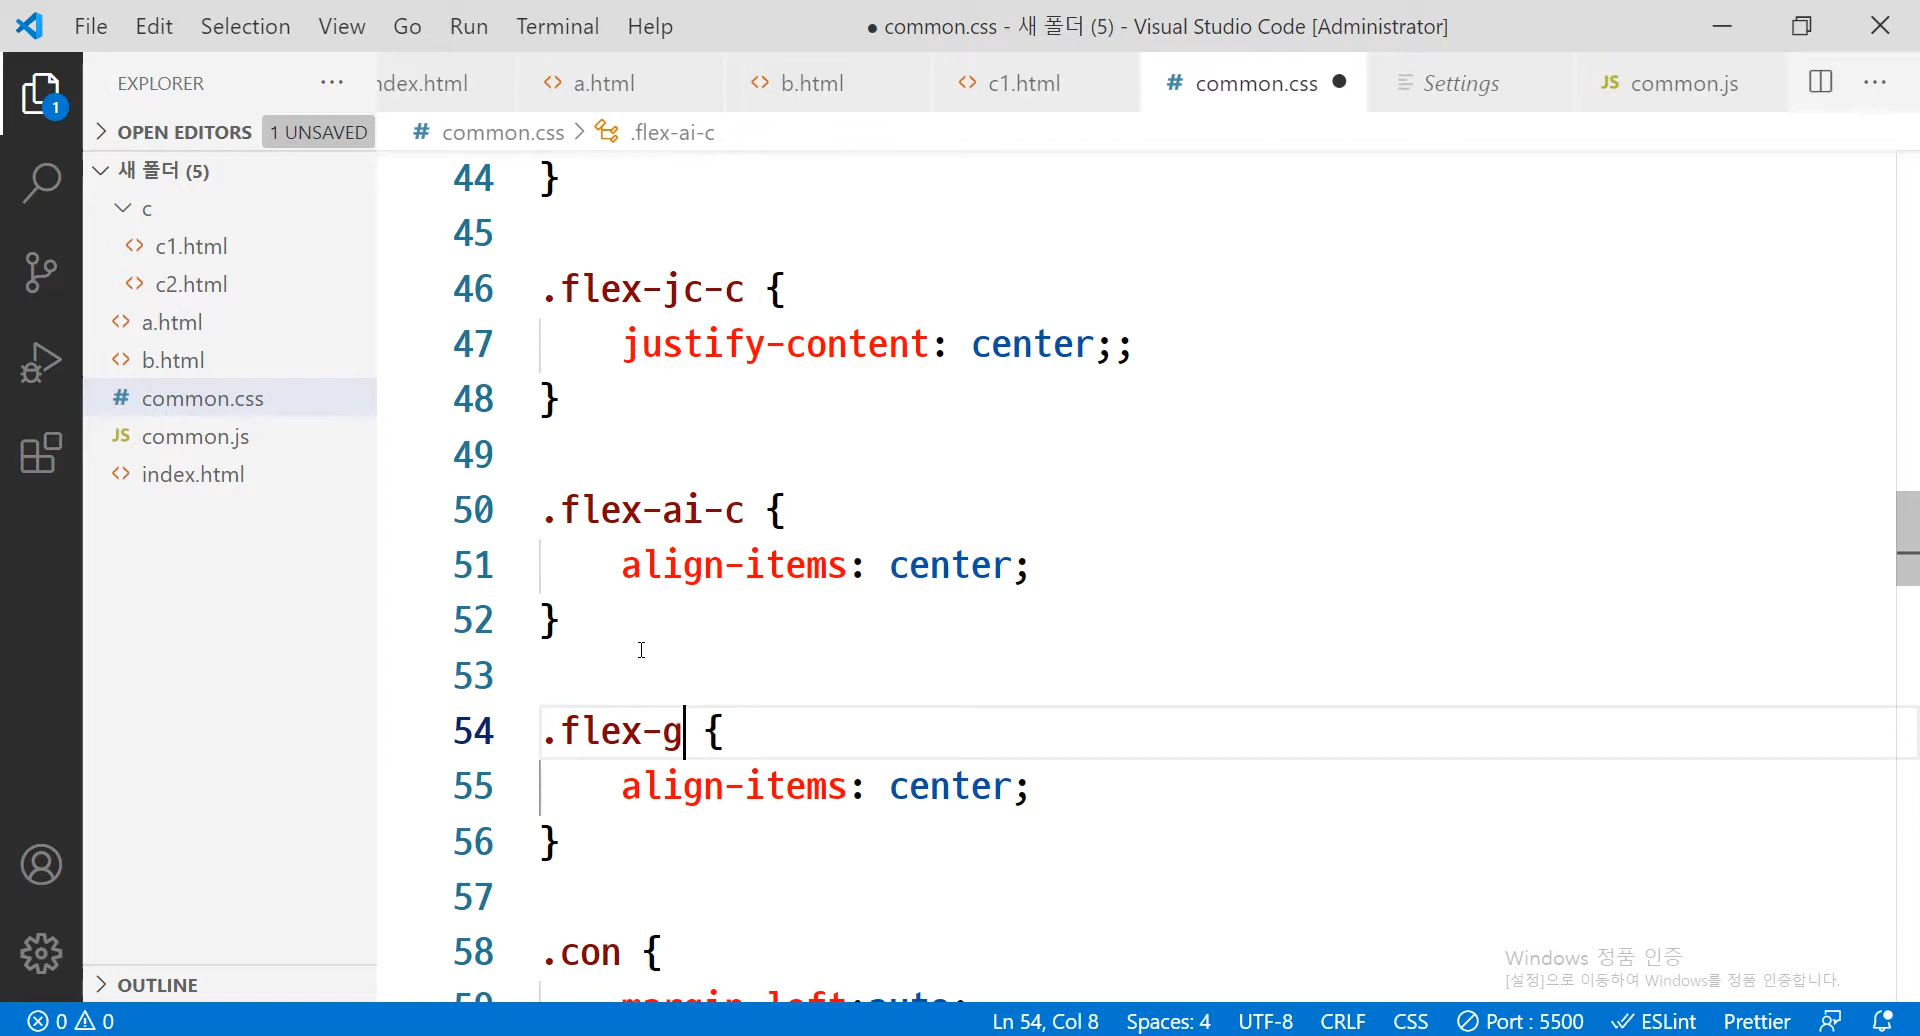 File Edit Selection View Go Run Terminal Help
● common.css - 새 폴더 (5) - Visual Studio Code [Administrator]
EXPLORER ···
ndex.html
<> a.html
<> b.html
<> c1.html
# common.css ●
Settings
JS common.js
1
OPEN EDITORS 1 UNSAVED
# common.css > .flex-ai-c
새 폴더 (5)
c
<> c1.html
<> c2.html
<> a.html
<> b.html
# common.css
JS common.js
<> index.html
OUTLINE
44 }
45
46 .flex-jc-c {
47 justify-content: center;;
48 }
49
50 .flex-ai-c {
51 align-items: center;
52 }
53
54 .flex-g {
55 align-items: center;
56 }
57
58 .con {
59 margin-left:auto;
Windows 정품 인증
[설정]으로 이동하여 Windows를 정품 인증합니다.
0 0
Ln 54, Col 8 Spaces: 4 UTF-8 CRLF CSS Port : 5500 ESLint Prettier